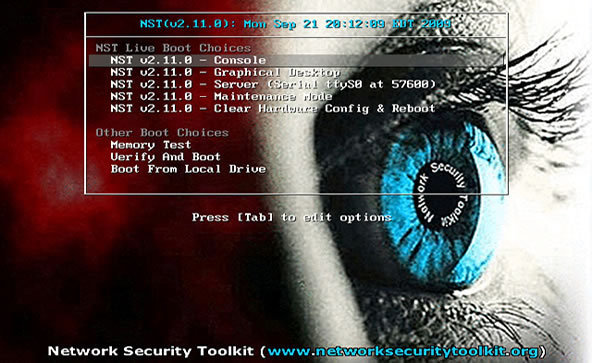 NST(v2.11.0): Mon Sep 21 20:12:09 EDT 2009
NST Live Boot Choices
NST v2.11.0 - Console
NST v2.11.0 - Graphical Desktop
NST v2.11.0 - Server (Serial ttyS0 at 57600)
NST v2.11.0 - Maintenance Mode
NST v2.11.0 - Clear Hardware Config & Reboot
Other Boot Choices
Memory Test
Verify And Boot
Boot From Local Drive
Network Security Toolkit
Press [Tab] to edit options
Network Security Toolkit (www.networksecuritytoolkit.org)